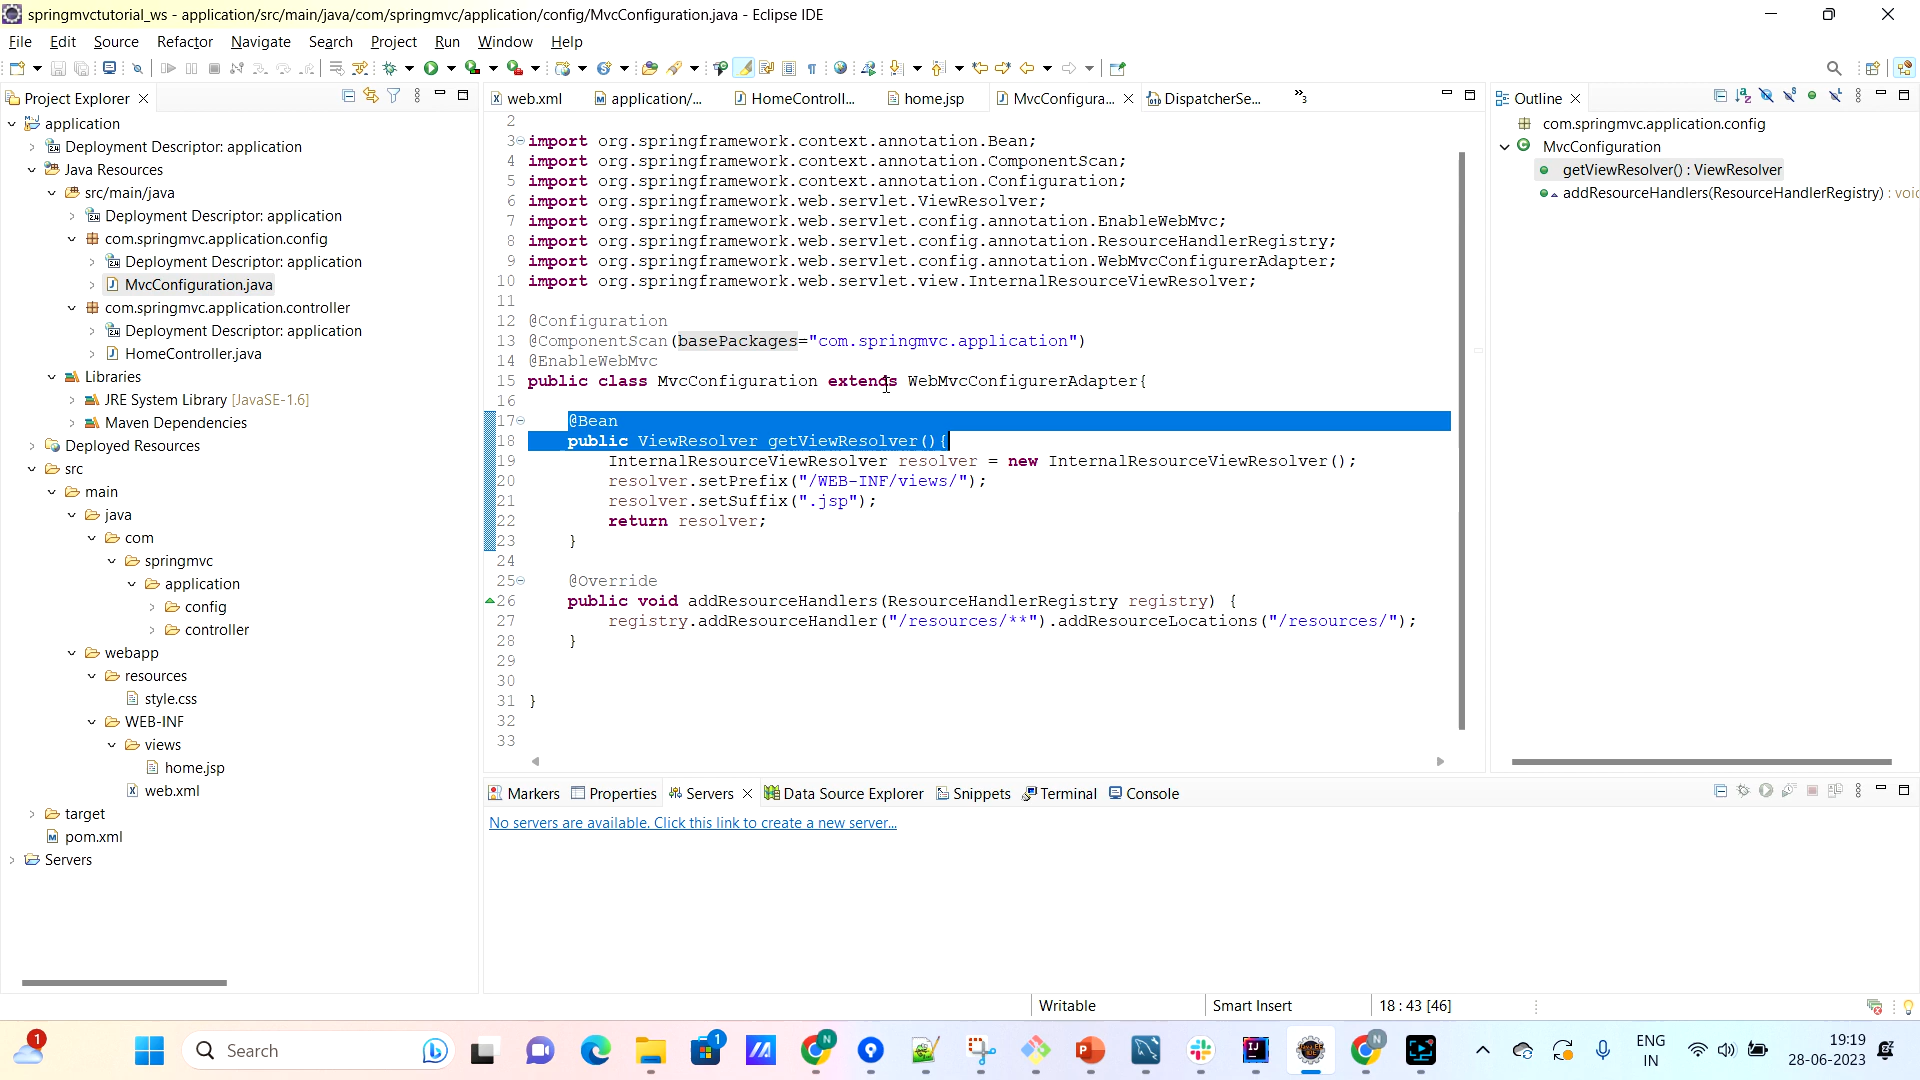 springmvctutorial_ws - application/src/main/java/com/springmvc/application/config/MvcConfiguration.java - Eclipse IDE
File Edit Source Refactor Navigate Search Project Run Window Help
Project Explorer
application
Deployment Descriptor: application
Java Resources
src/main/java
Deployment Descriptor: application
com.springmvc.application.config
Deployment Descriptor: application
MvcConfiguration.java
com.springmvc.application.controller
Deployment Descriptor: application
HomeController.java
Libraries
JRE System Library [JavaSE-1.6]
Maven Dependencies
Deployed Resources
src
main
java
com
springmvc
application
config
controller
webapp
resources
style.css
WEB-INF
views
home.jsp
web.xml
target
pom.xml
Servers
web.xml application/... HomeControll... home.jsp MvcConfigura... DispatcherSe... »3
2
3 import org.springframework.context.annotation.Bean;
4 import org.springframework.context.annotation.ComponentScan;
5 import org.springframework.context.annotation.Configuration;
6 import org.springframework.web.servlet.ViewResolver;
7 import org.springframework.web.servlet.config.annotation.EnableWebMvc;
8 import org.springframework.web.servlet.config.annotation.ResourceHandlerRegistry;
9 import org.springframework.web.servlet.config.annotation.WebMvcConfigurerAdapter;
10 import org.springframework.web.servlet.view.InternalResourceViewResolver;
11
12 @Configuration
13 @ComponentScan(basePackages="com.springmvc.application")
14 @EnableWebMvc
15 public class MvcConfiguration extends WebMvcConfigurerAdapter{
16
17 @Bean
18 public ViewResolver getViewResolver(){
19 InternalResourceViewResolver resolver = new InternalResourceViewResolver();
20 resolver.setPrefix("/WEB-INF/views/");
21 resolver.setSuffix(".jsp");
22 return resolver;
23 }
24
25 @Override
26 public void addResourceHandlers(ResourceHandlerRegistry registry) {
27 registry.addResourceHandler("/resources/**").addResourceLocations("/resources/");
28 }
29
30
31 }
32
33
Outline
com.springmvc.application.config
MvcConfiguration
getViewResolver() : ViewResolver
addResourceHandlers(ResourceHandlerRegistry) : voic
Markers Properties Servers Data Source Explorer Snippets Terminal Console
No servers are available. Click this link to create a new server...
Writable Smart Insert 18 : 43 [46]
1 Search 1 N N ENG 19:19
IN 28-06-2023